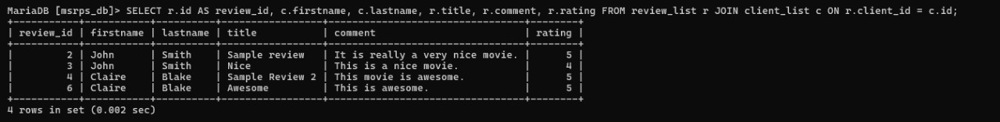 MariaDB [msrps_db]> SELECT r.id AS review_id, c.firstname, c.lastname, r.title, r.comment, r.rating FROM review_list r JOIN client_list c ON r.client_id = c.id;
+-----------+-----------+----------+-----------------+--------------------------------+--------+
| review_id | firstname | lastname | title           | comment                        | rating |
+-----------+-----------+----------+-----------------+--------------------------------+--------+
|         2 | John      | Smith    | Sample review   | It is really a very nice movie. |      5 |
|         3 | John      | Smith    | Nice            | This is a nice movie.          |      4 |
|         4 | Claire    | Blake    | Sample Review 2 | This movie is awesome.         |      5 |
|         6 | Claire    | Blake    | Awesome         | This is awesome.               |      5 |
+-----------+-----------+----------+-----------------+--------------------------------+--------+
4 rows in set (0.002 sec)